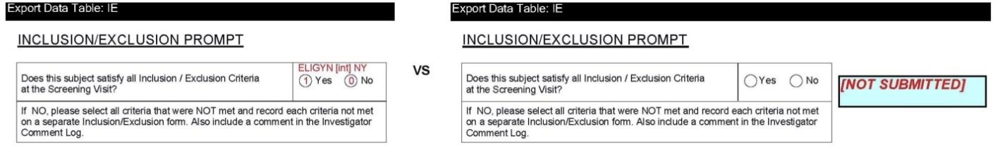 Export Data Table: IE
INCLUSION/EXCLUSION PROMPT
Does this subject satisfy all Inclusion / Exclusion Criteria
at the Screening Visit?
ELIGYN [int] NY
1 Yes 0 No
If NO, please select all criteria that were NOT met and record each criteria not met
on a separate Inclusion/Exclusion form. Also include a comment in the Investigator
Comment Log.
VS
Export Data Table: IE
INCLUSION/EXCLUSION PROMPT
Does this subject satisfy all Inclusion / Exclusion Criteria
at the Screening Visit?
Yes No
[NOT SUBMITTED]
If NO, please select all criteria that were NOT met and record each criteria not met
on a separate Inclusion/Exclusion form. Also include a comment in the Investigator
Comment Log.